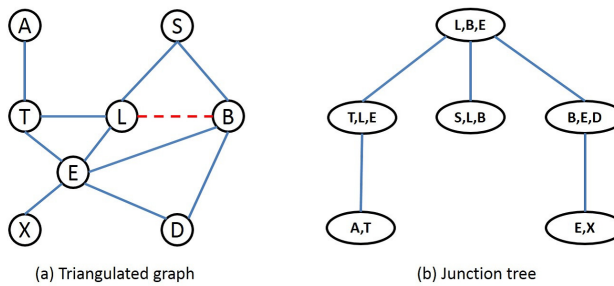 A
S
T
L
B
E
X
D
(a) Triangulated graph
L,B,E
T,L,E
S,L,B
B,E,D
A,T
E,X
(b) Junction tree